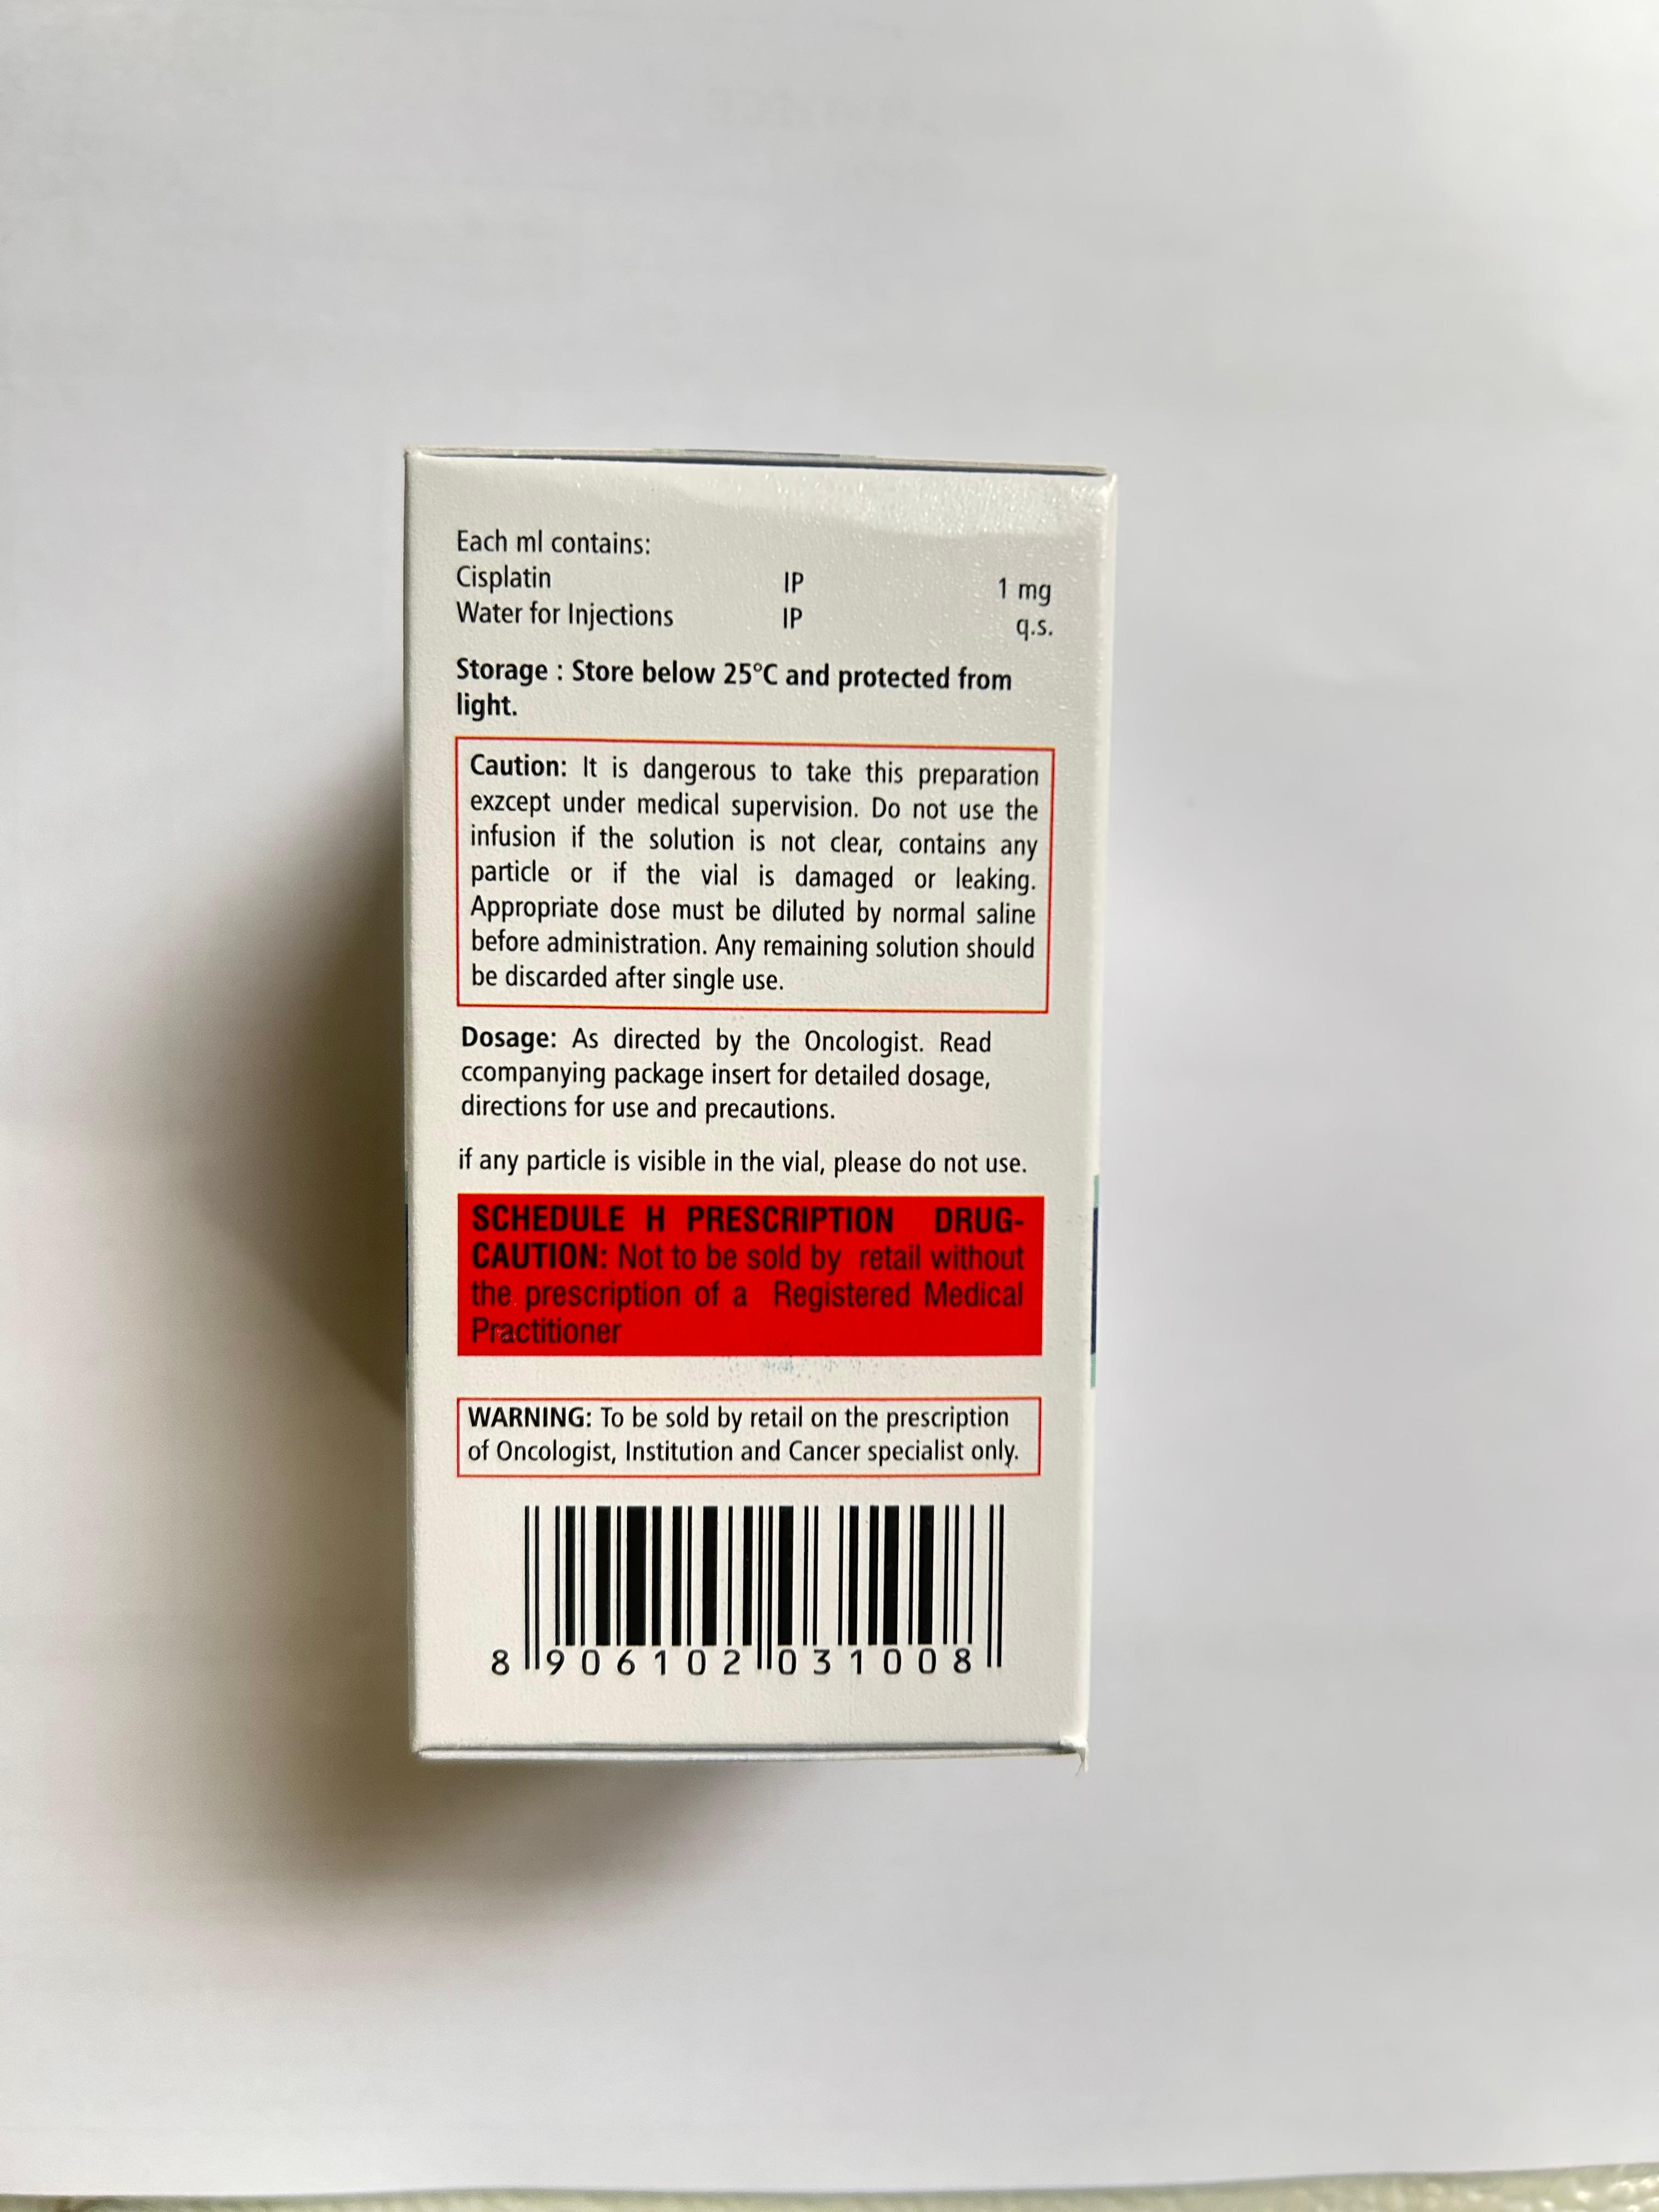 Each ml contains:
Cisplatin IP 1 mg
Water for Injections IP q.s.
Storage : Store below 25°C and protected from
light.
Caution: It is dangerous to take this preparation
exzcept under medical supervision. Do not use the
infusion if the solution is not clear, contains any
particle or if the vial is damaged or leaking.
Appropriate dose must be diluted by normal saline
before administration. Any remaining solution should
be discarded after single use.
Dosage: As directed by the Oncologist. Read
ccompanying package insert for detailed dosage,
directions for use and precautions.
if any particle is visible in the vial, please do not use.
SCHEDULE H PRESCRIPTION DRUG-
CAUTION: Not to be sold by retail without
the prescription of a Registered Medical
Practitioner
WARNING: To be sold by retail on the prescription
of Oncologist, Institution and Cancer specialist only.
8 906102 031008